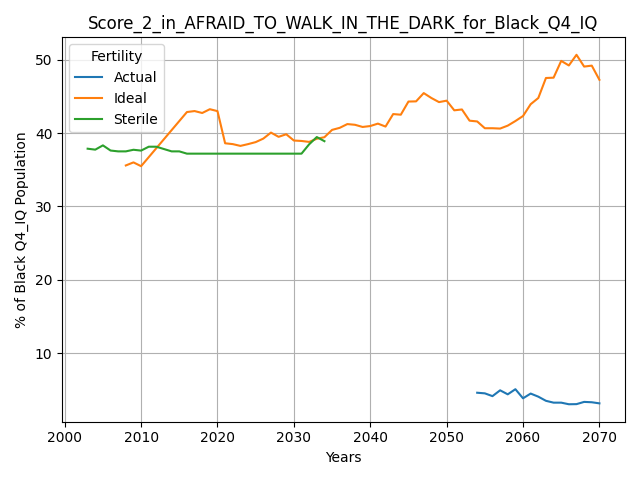 Score_2_in_AFRAID_TO_WALK_IN_THE_DARK_for_Black_Q4_IQ
Fertility
Actual
Ideal
Sterile
% of Black Q4_IQ Population
50
40
30
20
10
2000 2010 2020 2030 2040 2050 2060 2070
Years